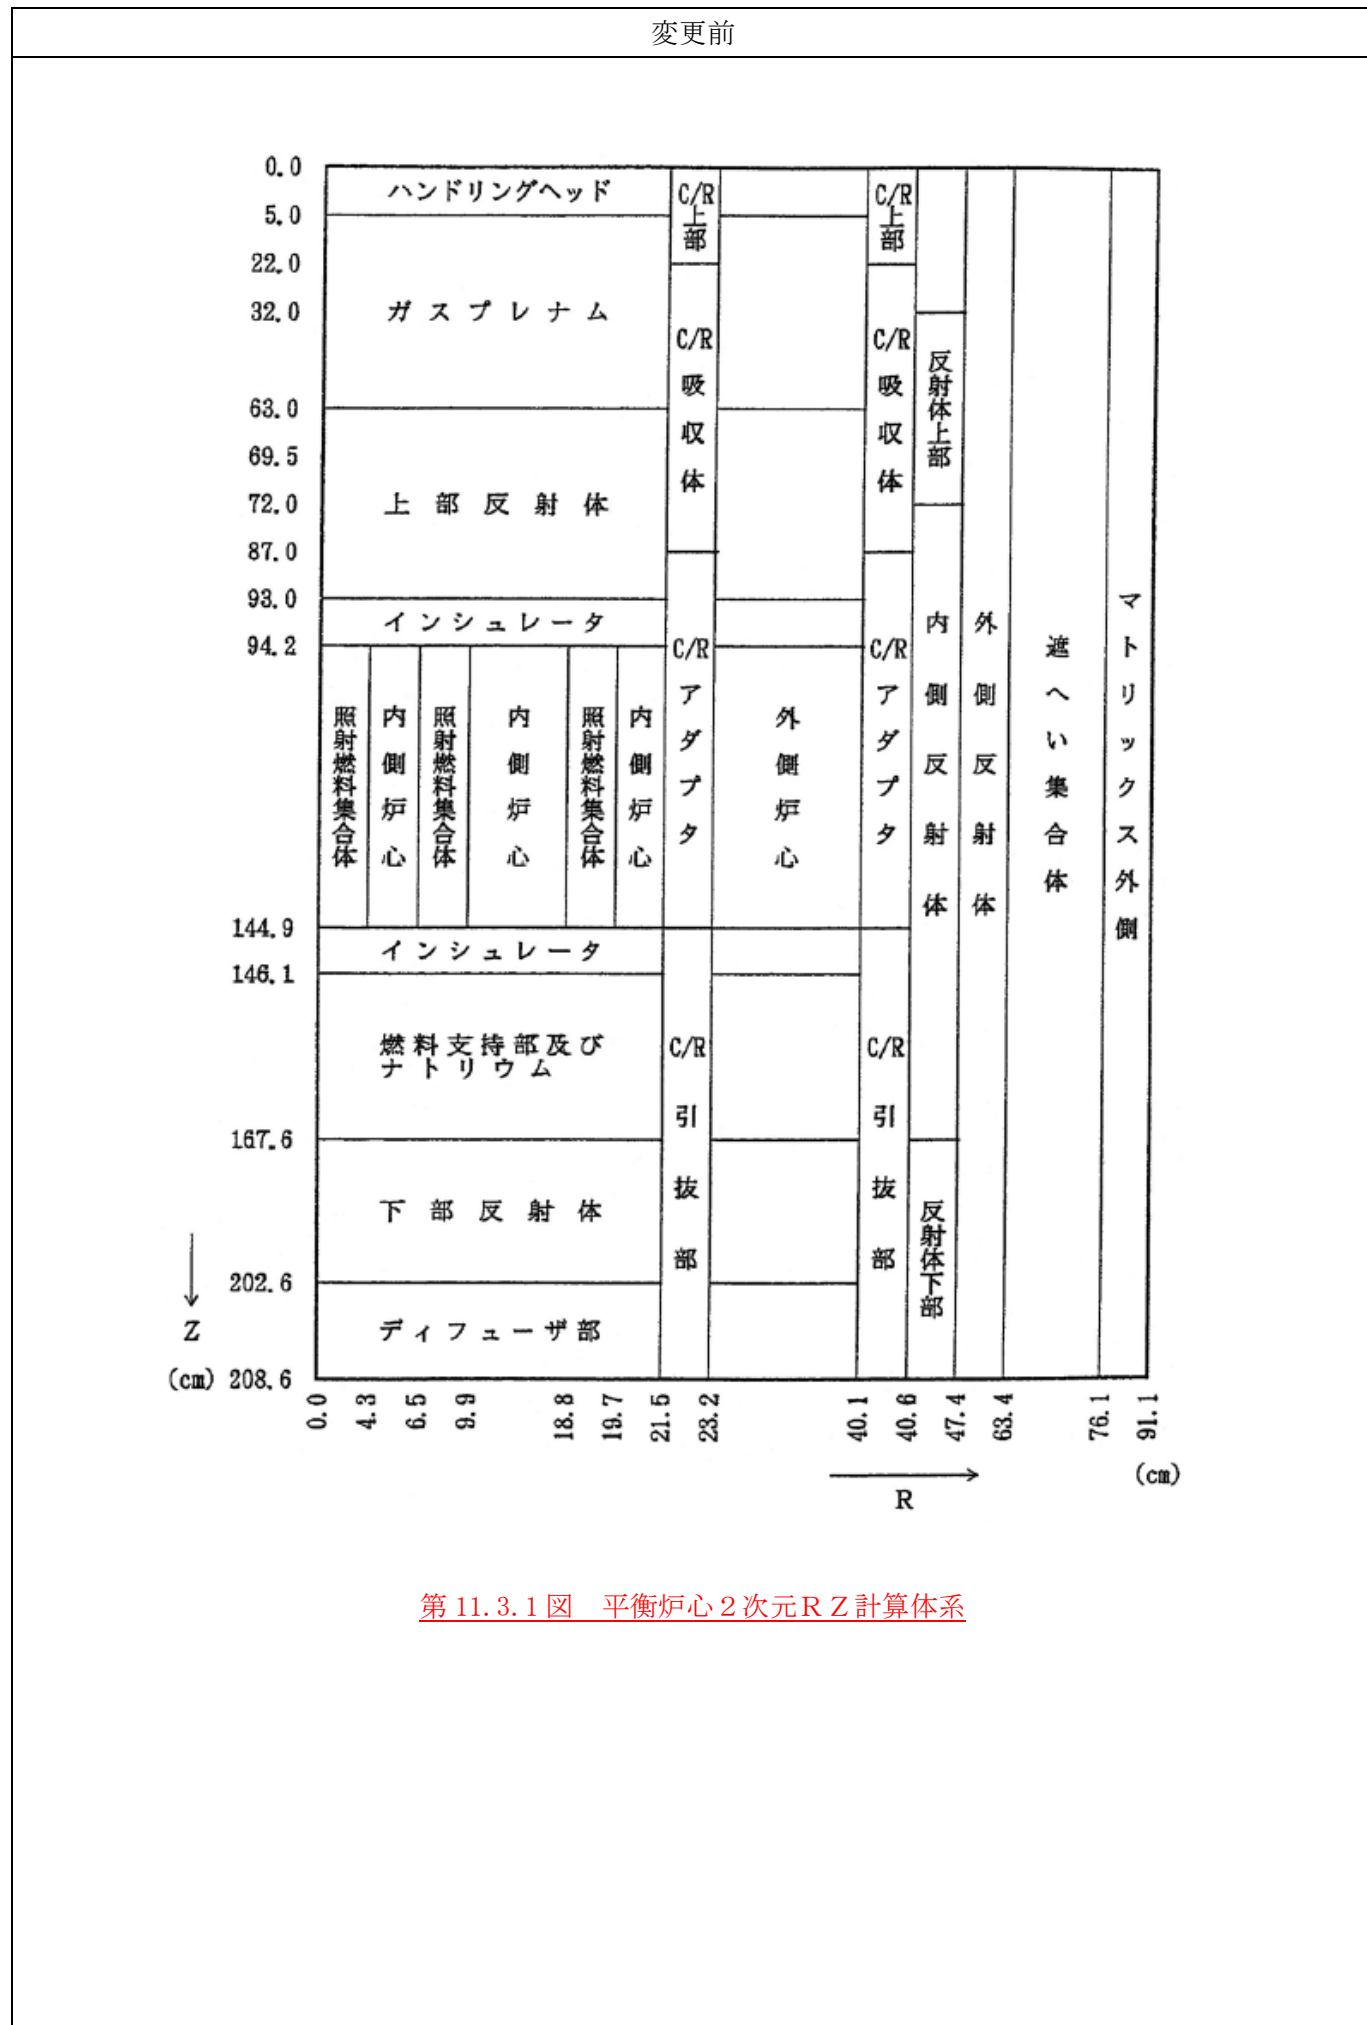 変更前
0.0
5.0
22.0
32.0
63.0
69.5
72.0
87.0
93.0
94.2
144.9
146.1
167.6
202.6
208.6
Z
(cm)
ハンドリングヘッド
ガスプレナム
上部反射体
インシュレータ
照射燃料集合体
内側炉心
照射燃料集合体
内側炉心
照射燃料集合体
内側炉心
インシュレータ
燃料支持部及び
ナトリウム
下部反射体
ディフューザ部
C/R上部
C/R吸収体
C/Rアダプタ
C/R引抜部
外側炉心
C/R上部
C/R吸収体
C/Rアダプタ
C/R引抜部
反射体上部
内側反射体
反射体下部
外側反射体
遮へい集合体
マトリックス外側
0.0
4.3
6.5
9.9
18.8
19.7
21.5
23.2
40.1
40.6
47.4
63.4
76.1
91.1
(cm)
R
第 11.3.1 図　平衡炉心２次元ＲＺ計算体系